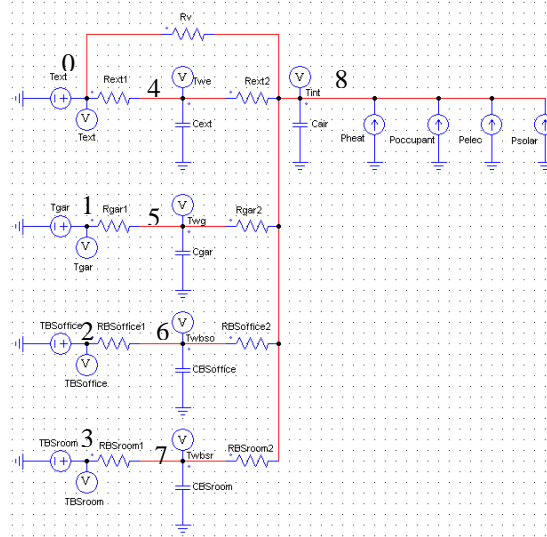 Rv
0
Text
Rext1
4
Twe
Rext2
Tint
8
V
V
V
Text
Cext
Cair
Pheat
Poccupant
Pelec
Psolar
1
Tgar
Rgar1
5
Twg
Rgar2
V
V
Tgar
Cgar
TBSoffice
2
RBSoffice1
6
Twbso
RBSoffice2
V
V
TBSoffice.
CBSoffice
3
TBSroom
RBSroom1
7
Twbsr
RBSroom2
V
V
TBSroom
CBSroom